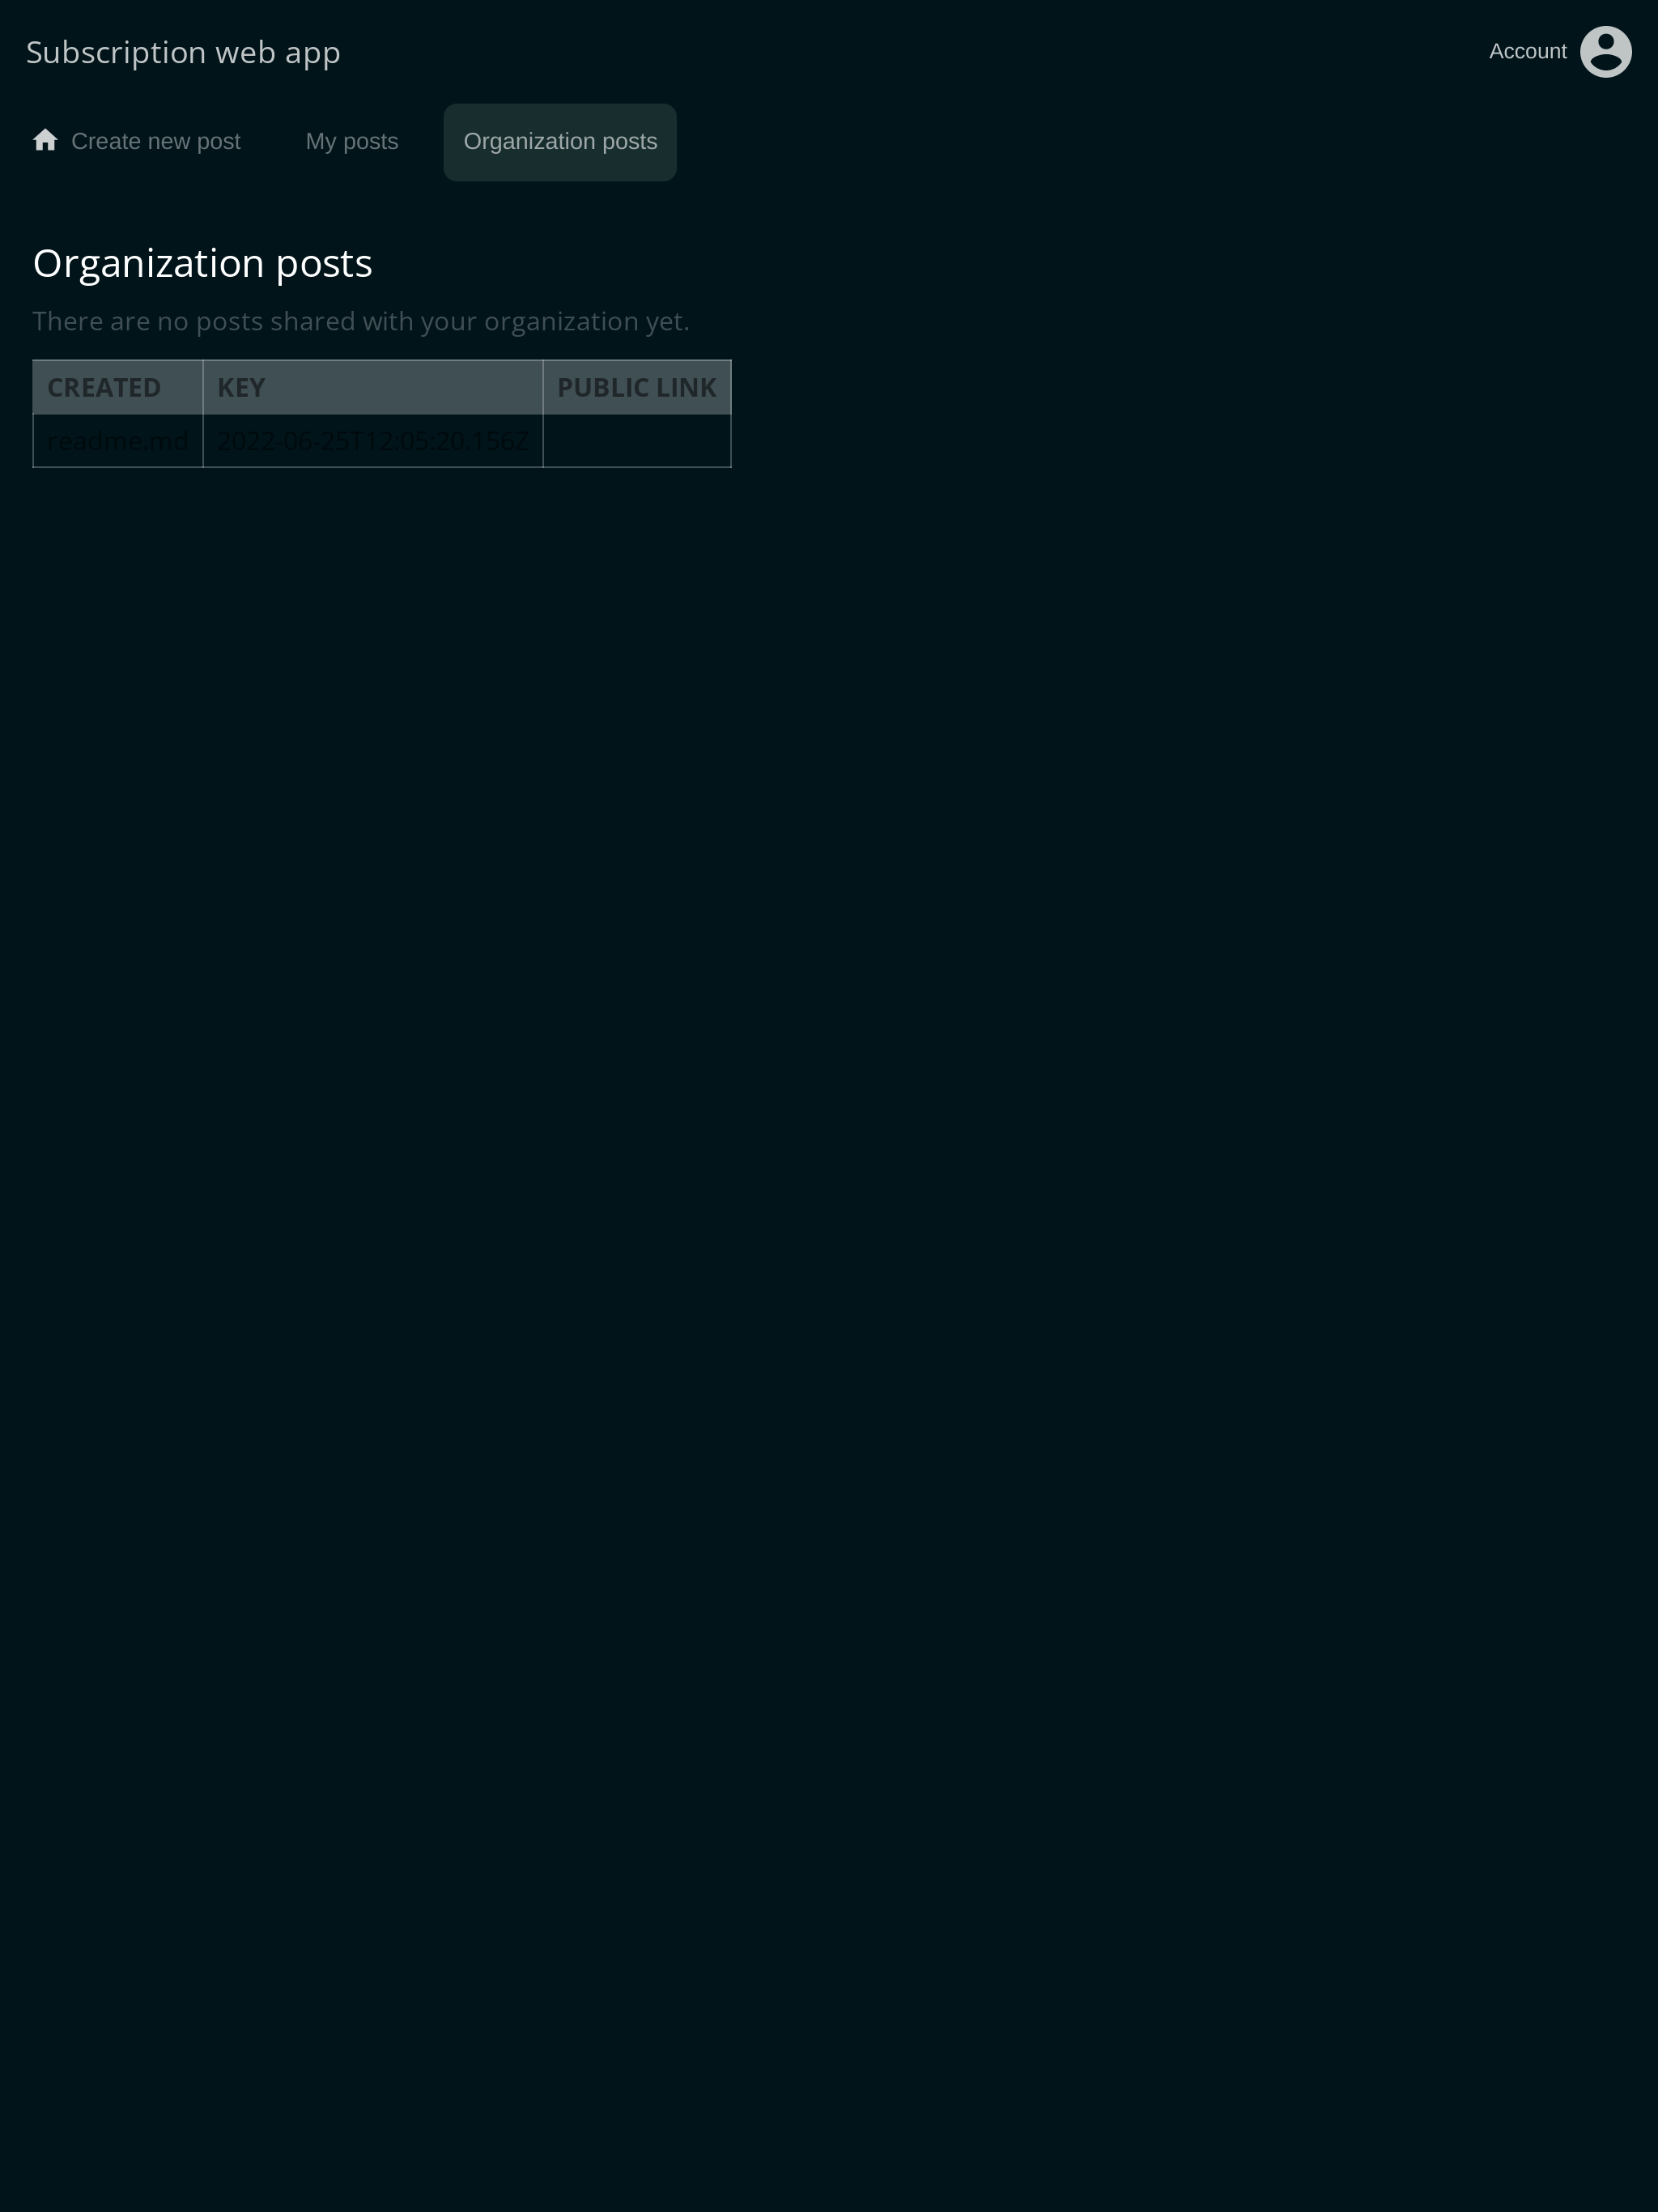 Subscription web app
Account
Create new post My posts Organization posts
Organization posts
There are no posts shared with your organization yet.
CREATED KEY PUBLIC LINK
readme.md 2022-06-25T12:05:20.156Z